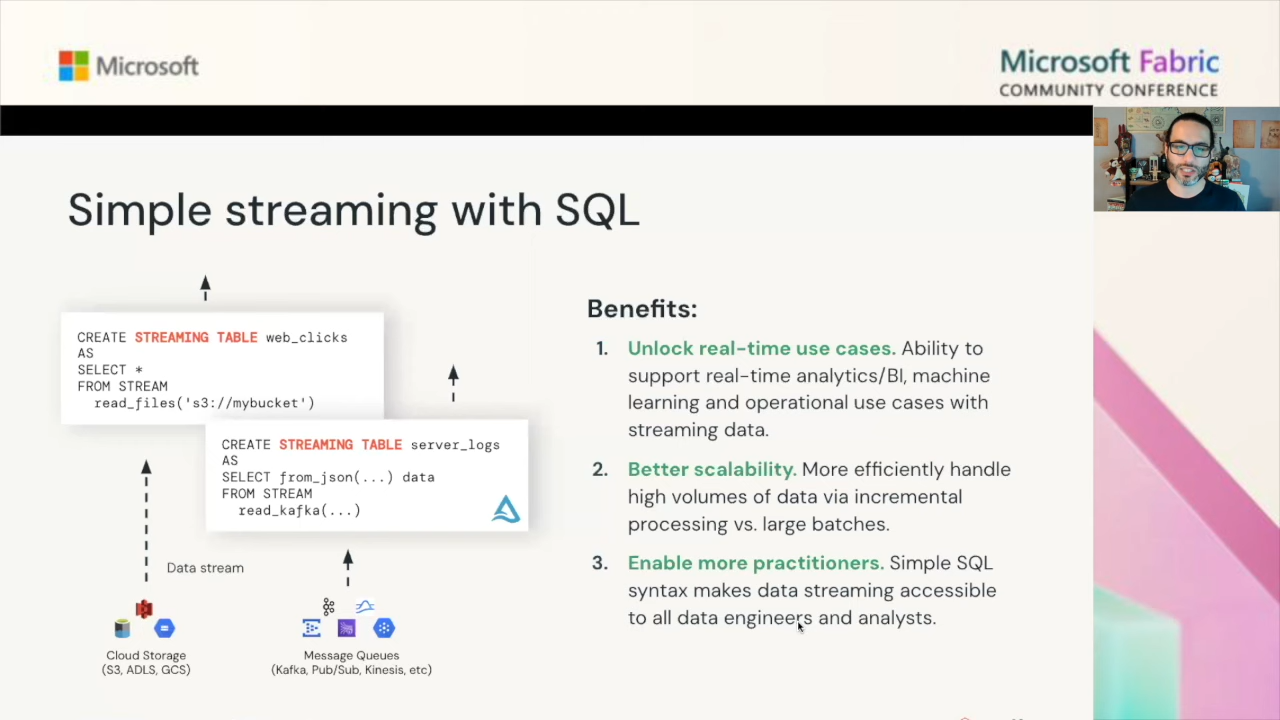 Microsoft
Microsoft Fabric
COMMUNITY CONFERENCE
Simple streaming with SQL
CREATE STREAMING TABLE web_clicks
AS
SELECT *
FROM STREAM
read_files('s3://mybucket')
CREATE STREAMING TABLE server_logs
AS
SELECT from_json(...) data
FROM STREAM
read_kafka(...)
Data stream
Cloud Storage
(S3, ADLS, GCS)
Message Queues
(Kafka, Pub/Sub, Kinesis, etc)
Benefits:
1. Unlock real-time use cases. Ability to
support real-time analytics/BI, machine
learning and operational use cases with
streaming data.
2. Better scalability. More efficiently handle
high volumes of data via incremental
processing vs. large batches.
3. Enable more practitioners. Simple SQL
syntax makes data streaming accessible
to all data engineers and analysts.